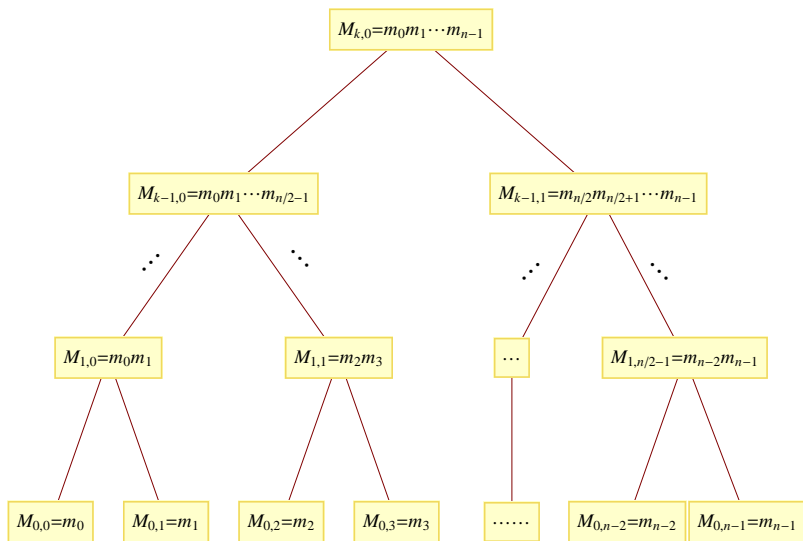 M_{k,0}=m_0m_1⋯m_{n−1}
M_{k−1,0}=m_0m_1⋯m_{n/2−1}
M_{k−1,1}=m_{n/2}m_{n/2+1}⋯m_{n−1}
⋰
⋱
⋰
⋱
M_{1,0}=m_0m_1
M_{1,1}=m_2m_3
⋯
M_{1,n/2−1}=m_{n−2}m_{n−1}
M_{0,0}=m_0
M_{0,1}=m_1
M_{0,2}=m_2
M_{0,3}=m_3
⋯⋯
M_{0,n−2}=m_{n−2}
M_{0,n−1}=m_{n−1}